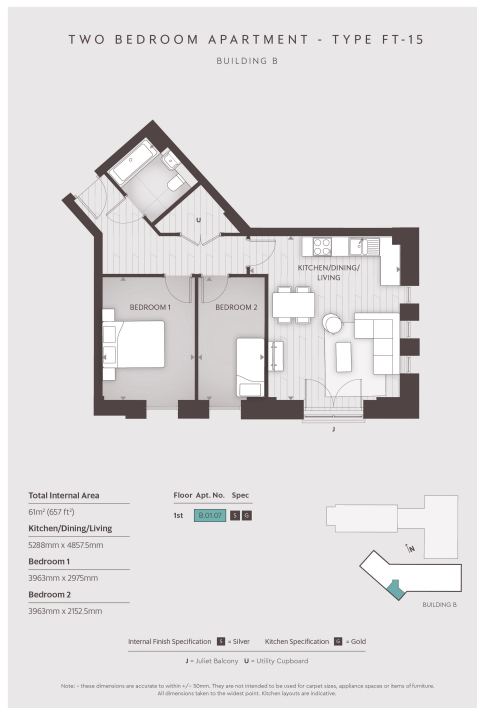 TWO BEDROOM APARTMENT - TYPE FT-15
BUILDING B
U
KITCHEN/DINING/
LIVING
BEDROOM 1
BEDROOM 2
J
Total Internal Area
61m² (657 ft²)
Kitchen/Dining/Living
5288mm x 4857.5mm
Bedroom 1
3963mm x 2975mm
Bedroom 2
3963mm x 2152.5mm
Floor Apt. No. Spec
1st B.01.07 S G
N
BUILDING B
Internal Finish Specification S = Silver Kitchen Specification G = Gold
J = Juliet Balcony U = Utility Cupboard
Note: - these dimensions are accurate to within +/- 50mm. They are not intended to be used for carpet sizes, appliance spaces or items of furniture.
All dimensions taken to the widest point. Kitchen layouts are indicative.